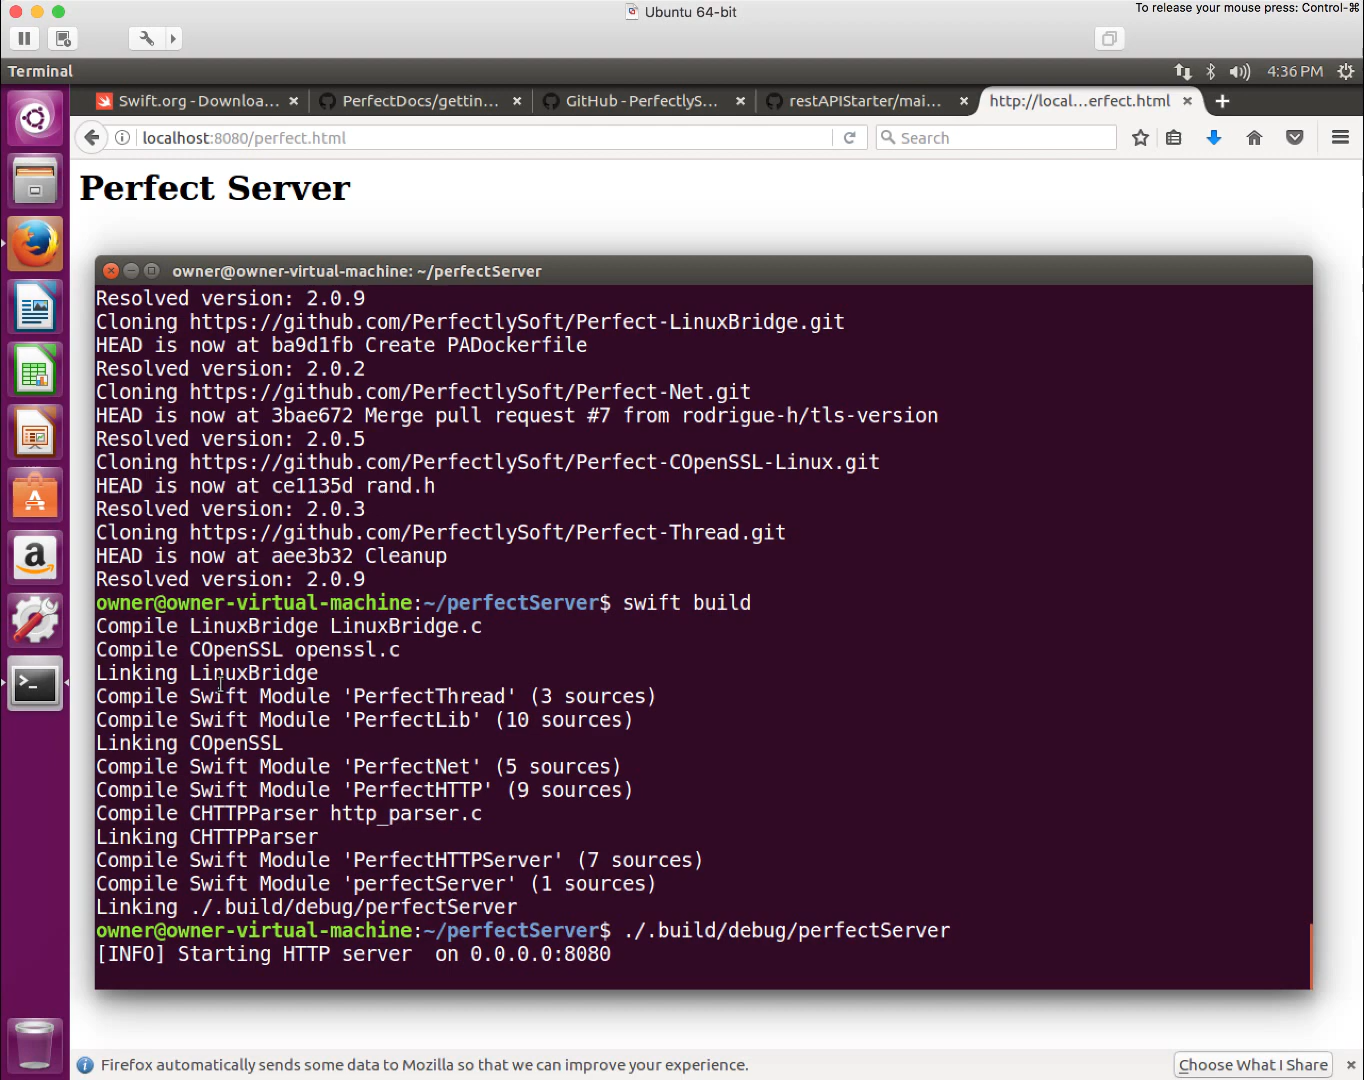 Ubuntu 64-bit
To release your mouse press: Control-⌘
Terminal
4:36 PM
Swift.org - Downloa... × PerfectDocs/gettin... × GitHub - PerfectlyS... × restAPIStarter/mai... × http://local...erfect.html × +
localhost:8080/perfect.html
Search
Perfect Server
owner@owner-virtual-machine: ~/perfectServer
Resolved version: 2.0.9
Cloning https://github.com/PerfectlySoft/Perfect-LinuxBridge.git
HEAD is now at ba9d1fb Create PADockerfile
Resolved version: 2.0.2
Cloning https://github.com/PerfectlySoft/Perfect-Net.git
HEAD is now at 3bae672 Merge pull request #7 from rodrigue-h/tls-version
Resolved version: 2.0.5
Cloning https://github.com/PerfectlySoft/Perfect-COpenSSL-Linux.git
HEAD is now at ce1135d rand.h
Resolved version: 2.0.3
Cloning https://github.com/PerfectlySoft/Perfect-Thread.git
HEAD is now at aee3b32 Cleanup
Resolved version: 2.0.9
owner@owner-virtual-machine:~/perfectServer$ swift build
Compile LinuxBridge LinuxBridge.c
Compile COpenSSL openssl.c
Linking LinuxBridge
Compile Swift Module 'PerfectThread' (3 sources)
Compile Swift Module 'PerfectLib' (10 sources)
Linking COpenSSL
Compile Swift Module 'PerfectNet' (5 sources)
Compile Swift Module 'PerfectHTTP' (9 sources)
Compile CHTTPParser http_parser.c
Linking CHTTPParser
Compile Swift Module 'PerfectHTTPServer' (7 sources)
Compile Swift Module 'perfectServer' (1 sources)
Linking ./.build/debug/perfectServer
owner@owner-virtual-machine:~/perfectServer$ ./.build/debug/perfectServer
[INFO] Starting HTTP server  on 0.0.0.0:8080
Firefox automatically sends some data to Mozilla so that we can improve your experience.
Choose What I Share ×